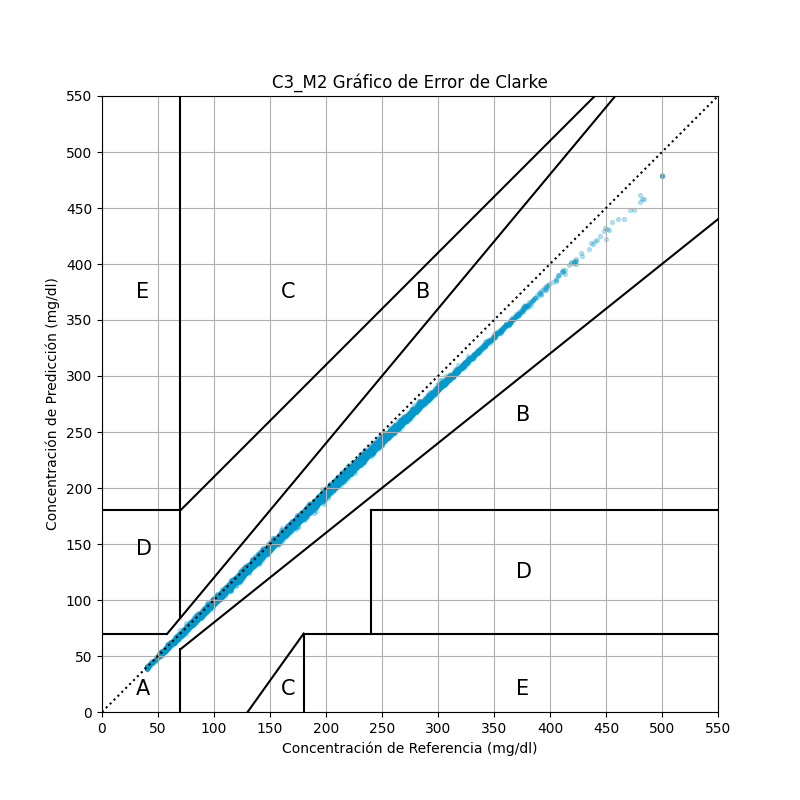 C3_M2 Gráfico de Error de Clarke
Concentración de Predicción (mg/dl)
550
500
450
400
350
300
250
200
150
100
50
0
E
C
B
B
D
D
A
C
E
0 50 100 150 200 250 300 350 400 450 500 550
Concentración de Referencia (mg/dl)